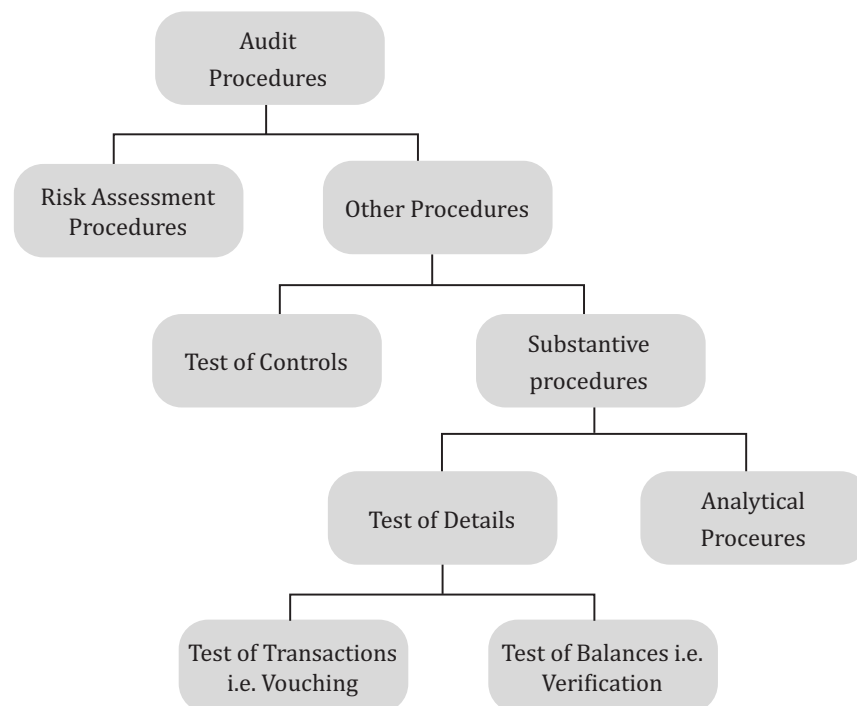 Audit
Procedures
Risk Assessment
Procedures
Other Procedures
Test of Controls
Substantive
procedures
Test of Details
Analytical
Proceures
Test of Transactions
i.e. Vouching
Test of Balances i.e.
Verification